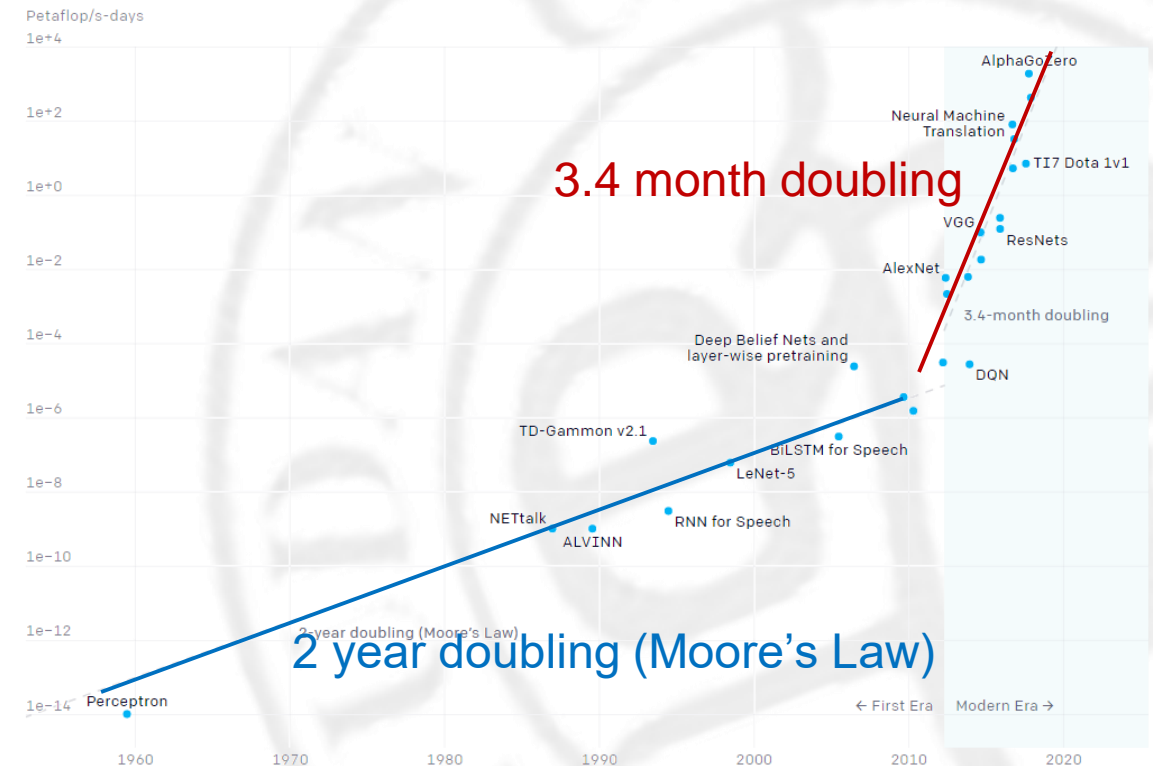 Petaflop/s-days
1e+4
AlphaGoZero
1e+2
Neural Machine
Translation
TI7 Dota 1v1
3.4 month doubling
1e+0
VGG
ResNets
1e-2
AlexNet
3.4-month doubling
1e-4
Deep Belief Nets and
layer-wise pretraining
DQN
1e-6
TD-Gammon v2.1
BiLSTM for Speech
LeNet-5
1e-8
NETtalk
RNN for Speech
ALVINN
1e-10
1e-12
2-year doubling (Moore's Law)
2 year doubling (Moore’s Law)
Perceptron
1e-14
← First Era
Modern Era →
1960
1970
1980
1990
2000
2010
2020